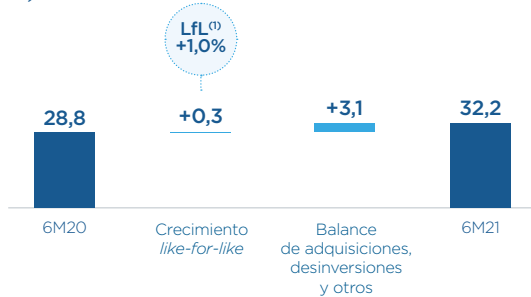 LfL(1)
+1,0%
28,8
+0,3
+3,1
32,2
6M20
Crecimiento
like-for-like
Balance
de adquisiciones,
desinversiones
y otros
6M21